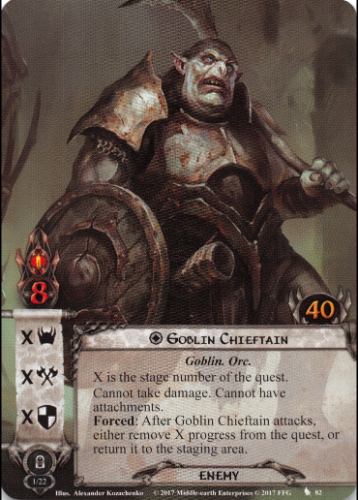 8
40
X
X
X
Goblin Chieftain
Goblin. Orc.
X is the stage number of the quest.
Cannot take damage. Cannot have
attachments.
Forced: After Goblin Chieftain attacks,
either remove X progress from the quest, or
return it to the staging area.
1/22
ENEMY
Illus. Alexander Kozachenko © 2017 Middle-earth Enterprises © 2017 FFG 82